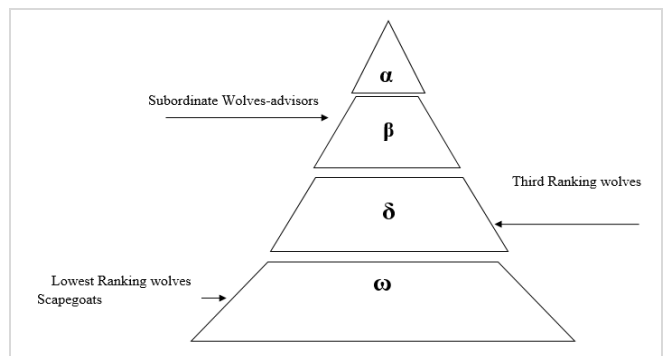 α
Subordinate Wolves-advisors
β
Third Ranking wolves
δ
Lowest Ranking wolves
Scapegoats
ω